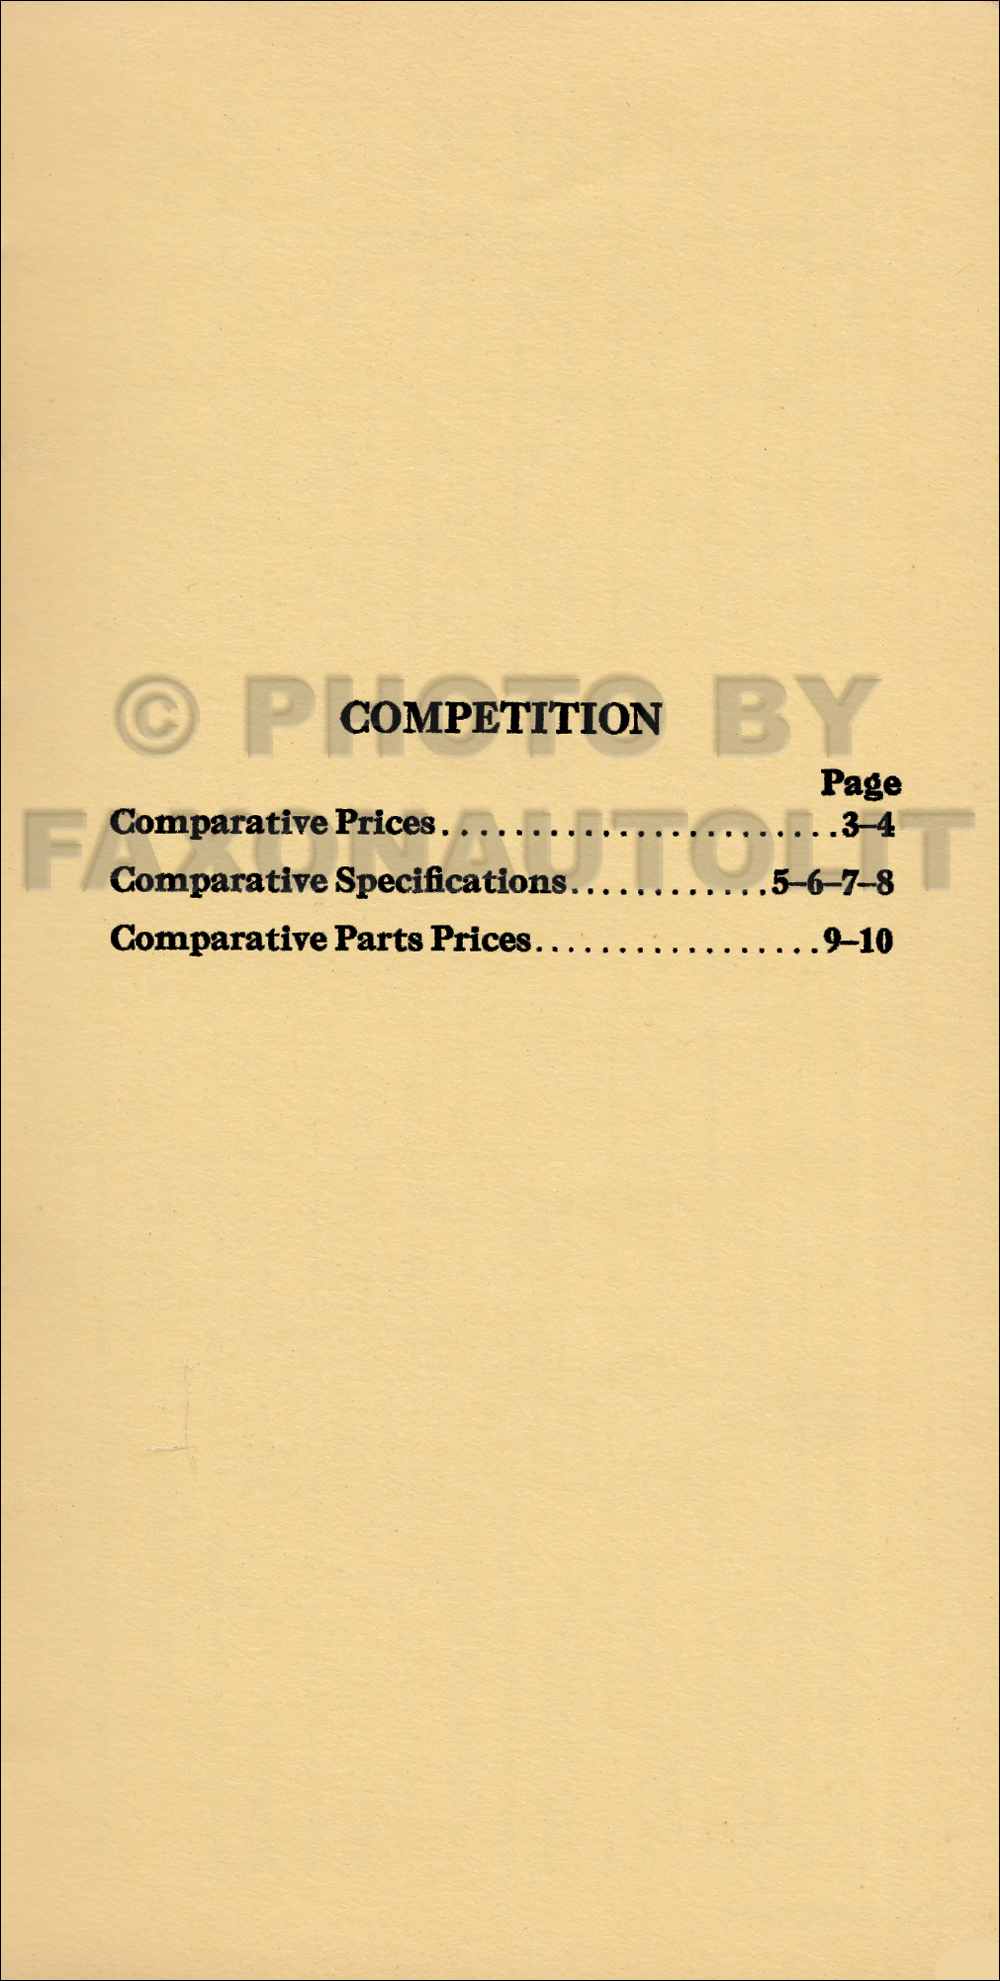 © PHOTO BY
COMPETITION
Page
FAXONAUTOLIT
Comparative Prices........................3–4
Comparative Specifications............5–6–7–8
Comparative Parts Prices.................9–10